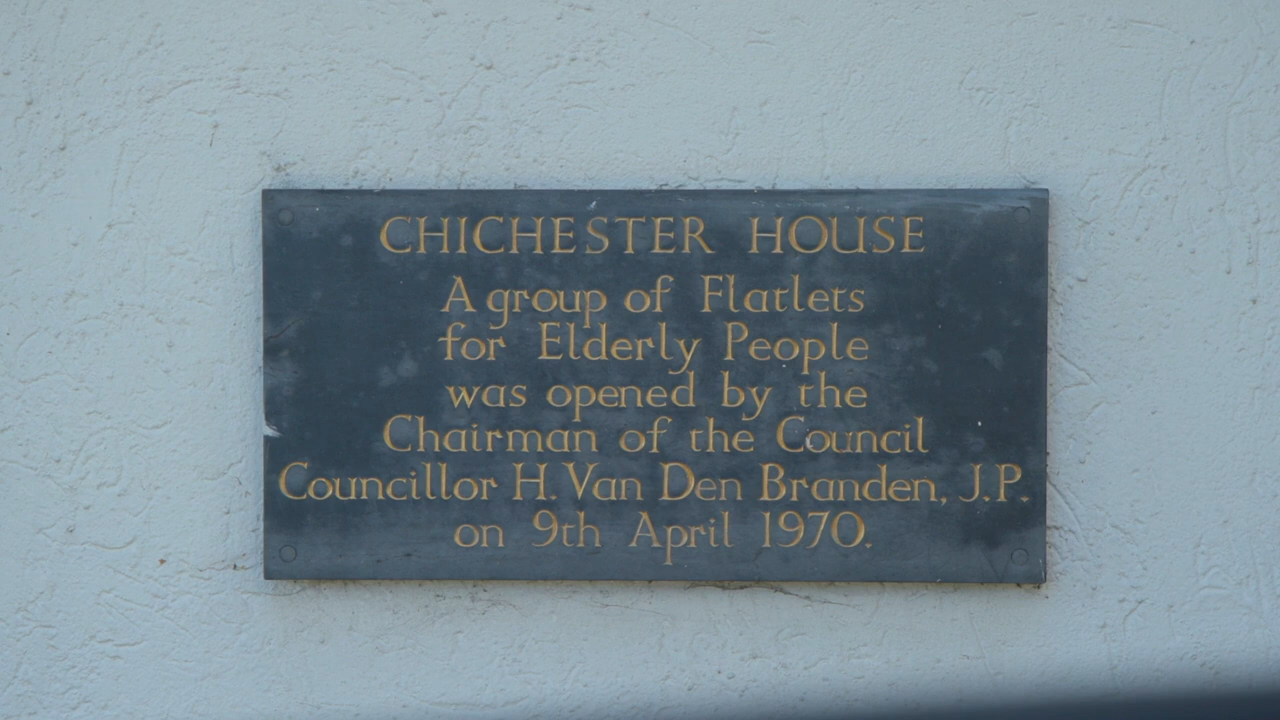 CHICHESTER HOUSE
A group of Flatlets
for Elderly People
was opened by the
Chairman of the Council
Councillor H. Van Den Branden, J.P.
on 9th April 1970.